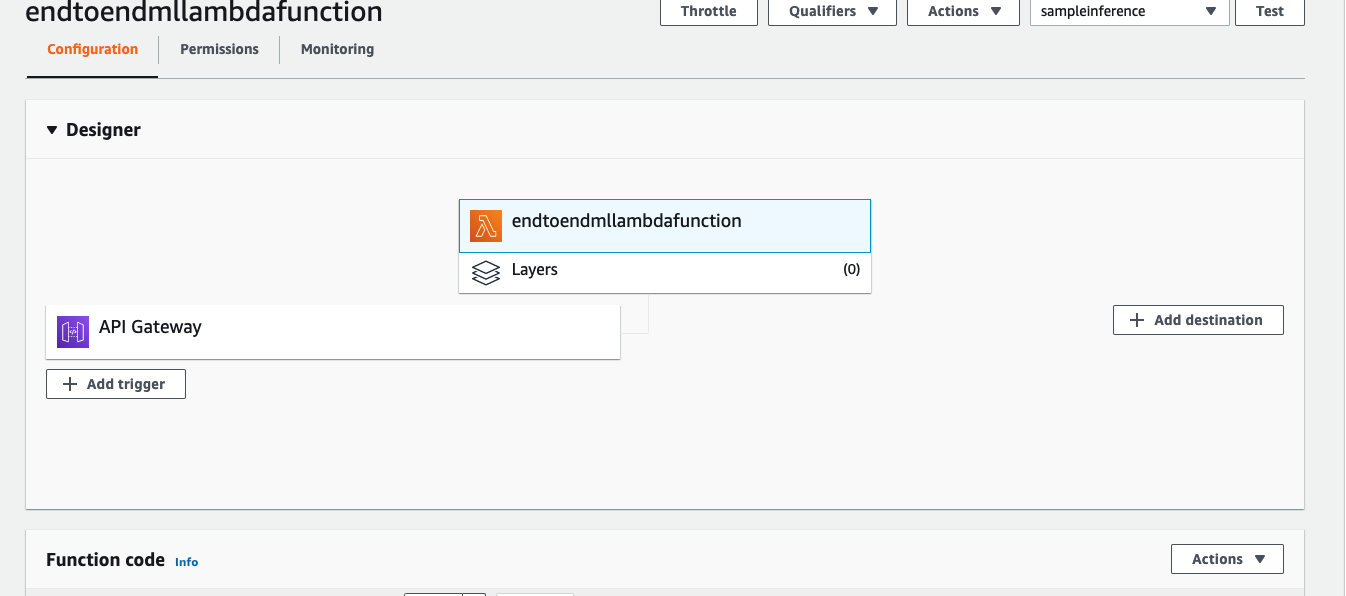 endtoendmllambdafunction
Throttle
Qualifiers
Actions
sampleinference
Test
Configuration
Permissions
Monitoring
Designer
endtoendmllambdafunction
Layers
(0)
API Gateway
Add destination
Add trigger
Function code Info
Actions